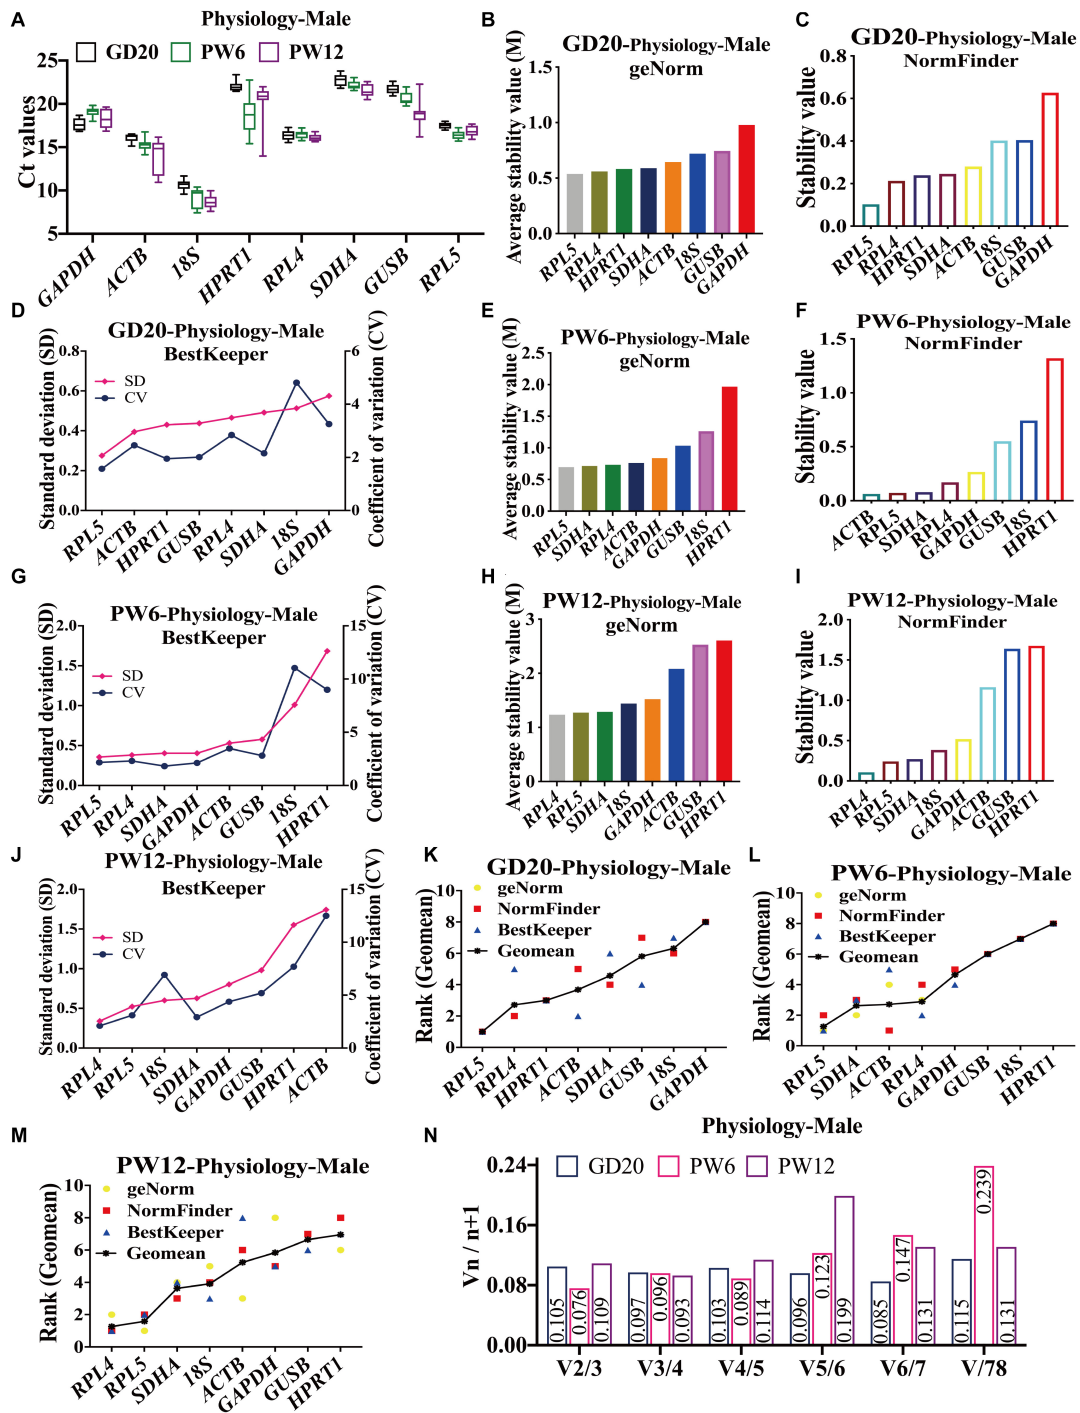 A
Physiology-Male
GD20 PW6 PW12
Ct values
25
20
15
10
5
GAPDH ACTB 18S HPRT1 RPL4 SDHA GUSB RPL5
B
GD20-Physiology-Male
geNorm
Average stability value (M)
1.5
1.0
0.5
0.0
RPL5 RPL4 HPRT1 SDHA ACTB 18S GUSB GAPDH
C
GD20-Physiology-Male
NormFinder
Stability value
0.8
0.6
0.4
0.2
0.0
RPL5 RPL4 HPRT1 SDHA ACTB 18S GUSB GAPDH
D
GD20-Physiology-Male
BestKeeper
Standard deviation (SD)
0.8
0.6
0.4
0.2
0.0
SD
CV
Coefficient of variation (CV)
6
4
2
0
RPL5 ACTB HPRT1 GUSB RPL4 SDHA 18S GAPDH
E
PW6-Physiology-Male
geNorm
Average stability value (M)
2.5
2.0
1.5
1.0
0.5
0.0
RPL5 SDHA RPL4 ACTB GAPDH GUSB 18S HPRT1
F
PW6-Physiology-Male
NormFinder
Stability value
1.5
1.0
0.5
0.0
ACTB RPL5 SDHA RPL4 GAPDH GUSB 18S HPRT1
G
PW6-Physiology-Male
BestKeeper
Standard deviation (SD)
2.0
1.5
1.0
0.5
0.0
SD
CV
Coefficient of variation (CV)
15
10
5
0
RPL5 RPL4 SDHA GAPDH ACTB GUSB 18S HPRT1
H
PW12-Physiology-Male
geNorm
Average stability value (M)
3
2
1
0
RPL4 RPL5 SDHA 18S GAPDH ACTB GUSB HPRT1
I
PW12-Physiology-Male
NormFinder
Stability value
2.0
1.5
1.0
0.5
0.0
RPL4 RPL5 SDHA 18S GAPDH ACTB GUSB HPRT1
J
PW12-Physiology-Male
BestKeeper
Standard deviation (SD)
2.0
1.5
1.0
0.5
0.0
SD
CV
Coefficient of variation (CV)
15
10
5
0
RPL4 RPL5 18S SDHA GAPDH GUSB HPRT1 ACTB
K
GD20-Physiology-Male
Rank (Geomean)
10
8
6
4
2
0
geNorm
NormFinder
BestKeeper
Geomean
RPL5 RPL4 HPRT1 ACTB SDHA GUSB 18S GAPDH
L
PW6-Physiology-Male
Rank (Geomean)
10
8
6
4
2
0
geNorm
NormFinder
BestKeeper
Geomean
RPL5 SDHA ACTB RPL4 GAPDH GUSB 18S HPRT1
M
PW12-Physiology-Male
Rank (Geomean)
10
8
6
4
2
0
geNorm
NormFinder
BestKeeper
Geomean
RPL4 RPL5 SDHA 18S ACTB GAPDH GUSB HPRT1
N
Physiology-Male
GD20 PW6 PW12
Vn / n+1
0.24
0.16
0.08
0.00
0.105 0.076 0.109 0.097 0.096 0.093 0.103 0.089 0.114 0.096 0.123 0.199 0.085 0.147 0.131 0.115 0.239 0.131
V2/3 V3/4 V4/5 V5/6 V6/7 V/78